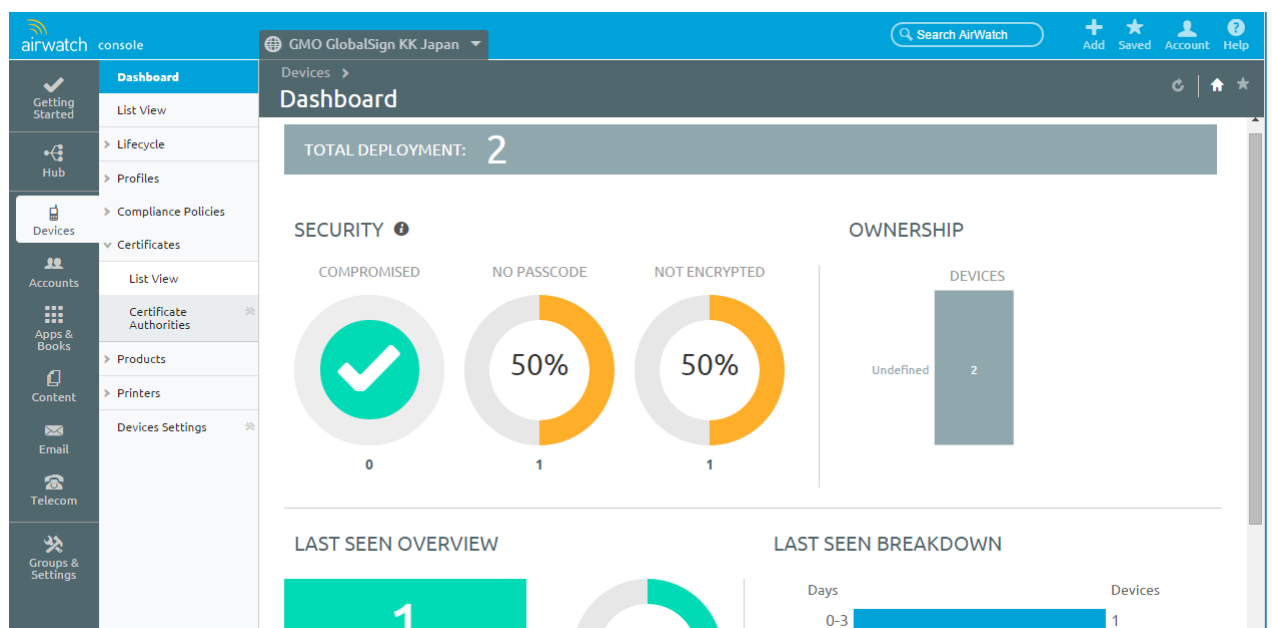 airwatch console
GMO GlobalSign KK Japan
Search AirWatch
Add
Saved
Account
Help
Getting
Started
Hub
Devices
Accounts
Apps &
Books
Content
Email
Telecom
Groups &
Settings
Dashboard
List View
Lifecycle
Profiles
Compliance Policies
Certificates
List View
Certificate
Authorities
Products
Printers
Devices Settings
Devices >
Dashboard
TOTAL DEPLOYMENT: 2
SECURITY
COMPROMISED
NO PASSCODE
NOT ENCRYPTED
50%
50%
0
1
1
OWNERSHIP
DEVICES
Undefined 2
LAST SEEN OVERVIEW
1
LAST SEEN BREAKDOWN
Days Devices
0-3 1